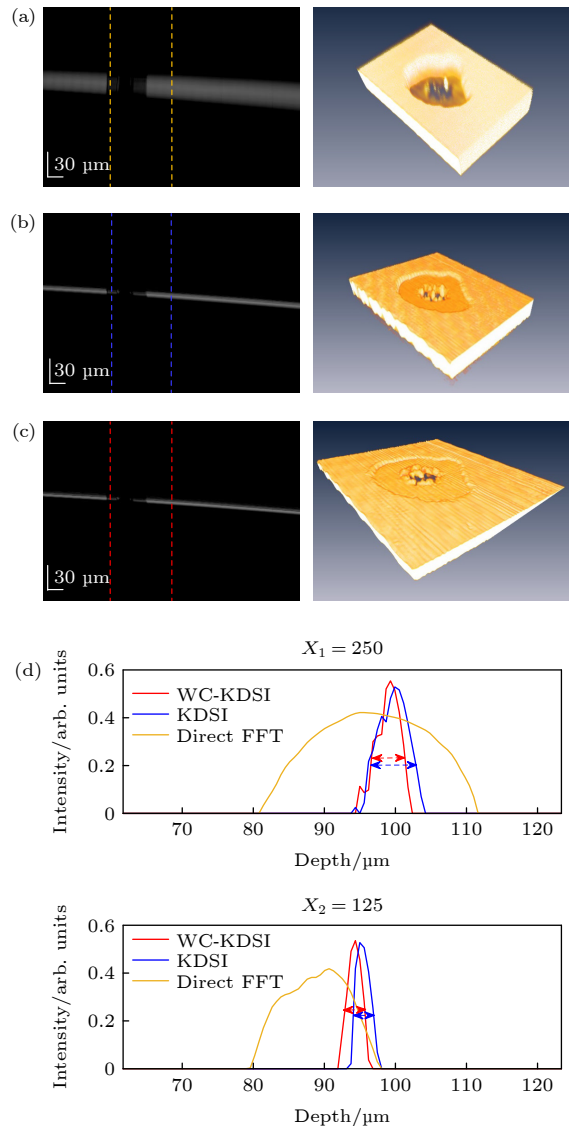 (a)
30 µm
(b)
30 µm
(c)
30 µm
(d)
X₁ = 250
Intensity/arb. units
0.6
0.4
0.2
0
WC-KDSI
KDSI
Direct FFT
70 80 90 100 110 120
Depth/µm
X₂ = 125
Intensity/arb. units
0.6
0.4
0.2
0
WC-KDSI
KDSI
Direct FFT
70 80 90 100 110 120
Depth/µm